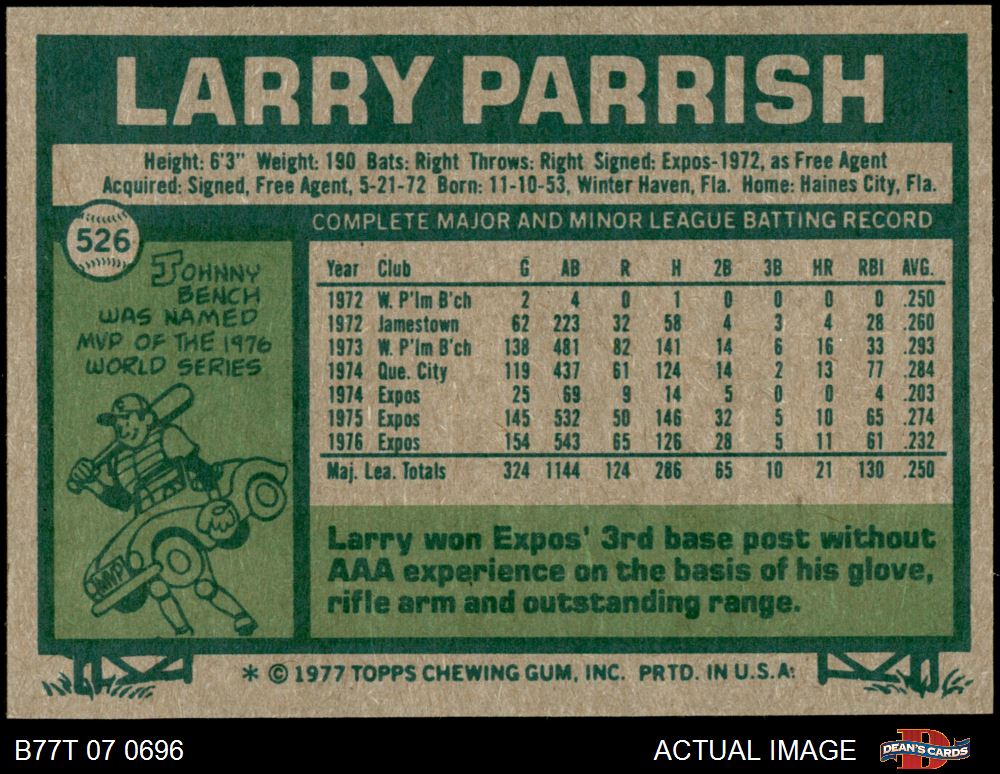 LARRY PARRISH
Height: 6'3" Weight: 190 Bats: Right Throws: Right Signed: Expos-1972, as Free Agent
Acquired: Signed, Free Agent, 5-21-72 Born: 11-10-53, Winter Haven, Fla. Home: Haines City, Fla.
526
JOHNNY
BENCH
WAS NAMED
MVP OF THE 1976
WORLD SERIES
MVP
COMPLETE MAJOR AND MINOR LEAGUE BATTING RECORD
Year Club G AB R H 2B 3B HR RBI AVG.
1972 W. P'lm B'ch 2 4 0 1 0 0 0 0 .250
1972 Jamestown 62 223 32 58 4 3 4 28 .260
1973 W. P'lm B'ch 138 481 82 141 14 6 16 33 .293
1974 Que. City 119 437 61 124 14 2 13 77 .284
1974 Expos 25 69 9 14 5 0 0 4 .203
1975 Expos 145 532 50 146 32 5 10 65 .274
1976 Expos 154 543 65 126 28 5 11 61 .232
Maj. Lea. Totals 324 1144 124 286 65 10 21 130 .250
Larry won Expos' 3rd base post without
AAA experience on the basis of his glove,
rifle arm and outstanding range.
* © 1977 TOPPS CHEWING GUM, INC. PRTD. IN U.S.A.
B77T 07 0696
ACTUAL IMAGE
B
DEAN'S CARDS